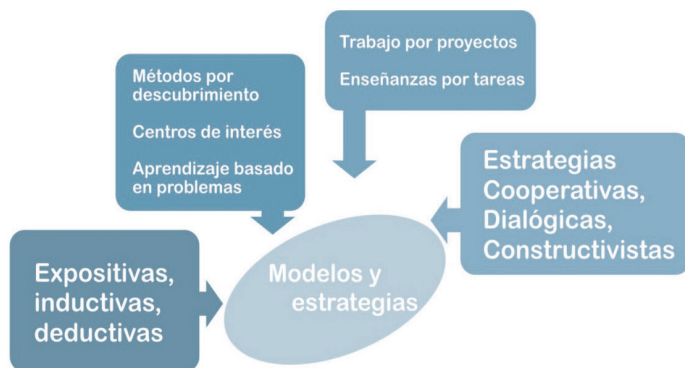 Trabajo por proyectos
Enseñanzas por tareas
Métodos por
descubrimiento
Centros de interés
Aprendizaje basado
en problemas
Estrategias
Cooperativas,
Dialógicas,
Constructivistas
Expositivas,
inductivas,
deductivas
Modelos y
estrategias